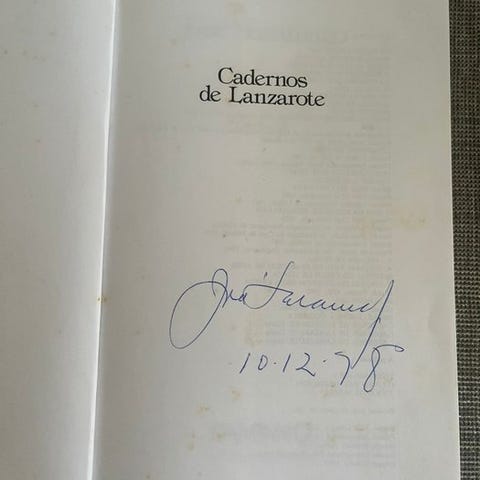 Cadernos
de Lanzarote
José Saramago
10.12.98